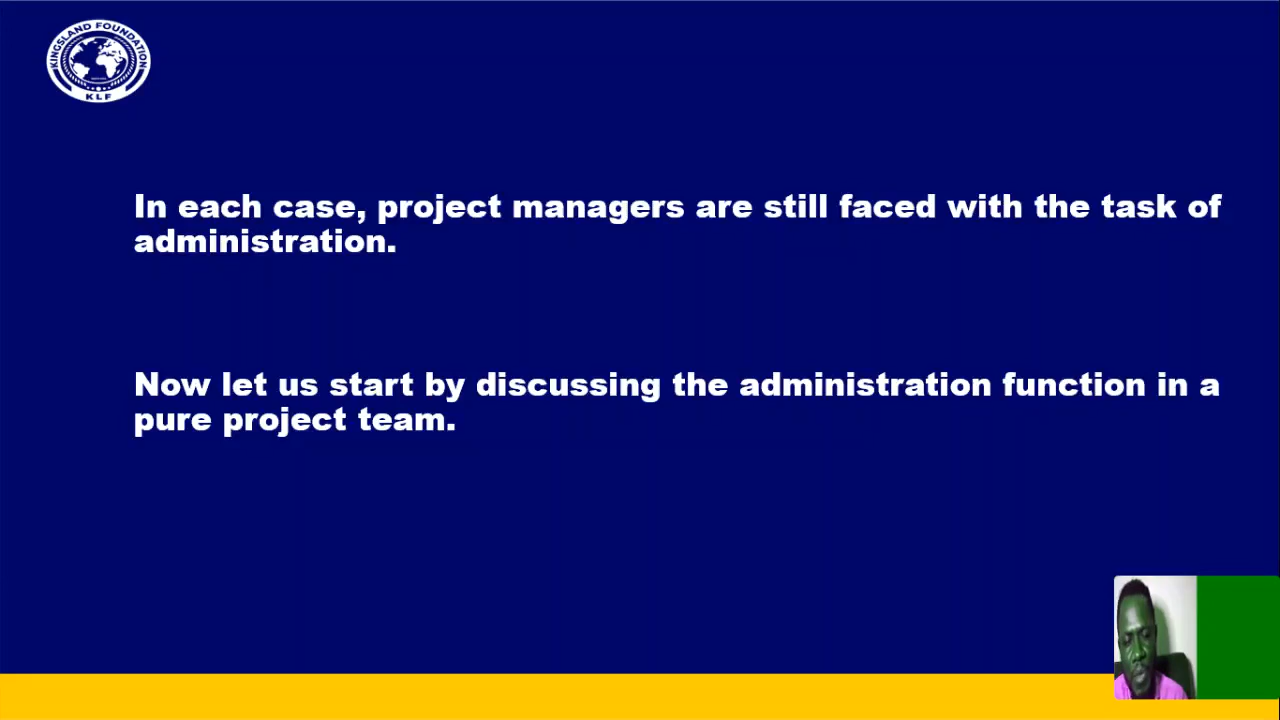 KINGSLAND FOUNDATION
KLF
In each case, project managers are still faced with the task of
administration.
Now let us start by discussing the administration function in a
pure project team.